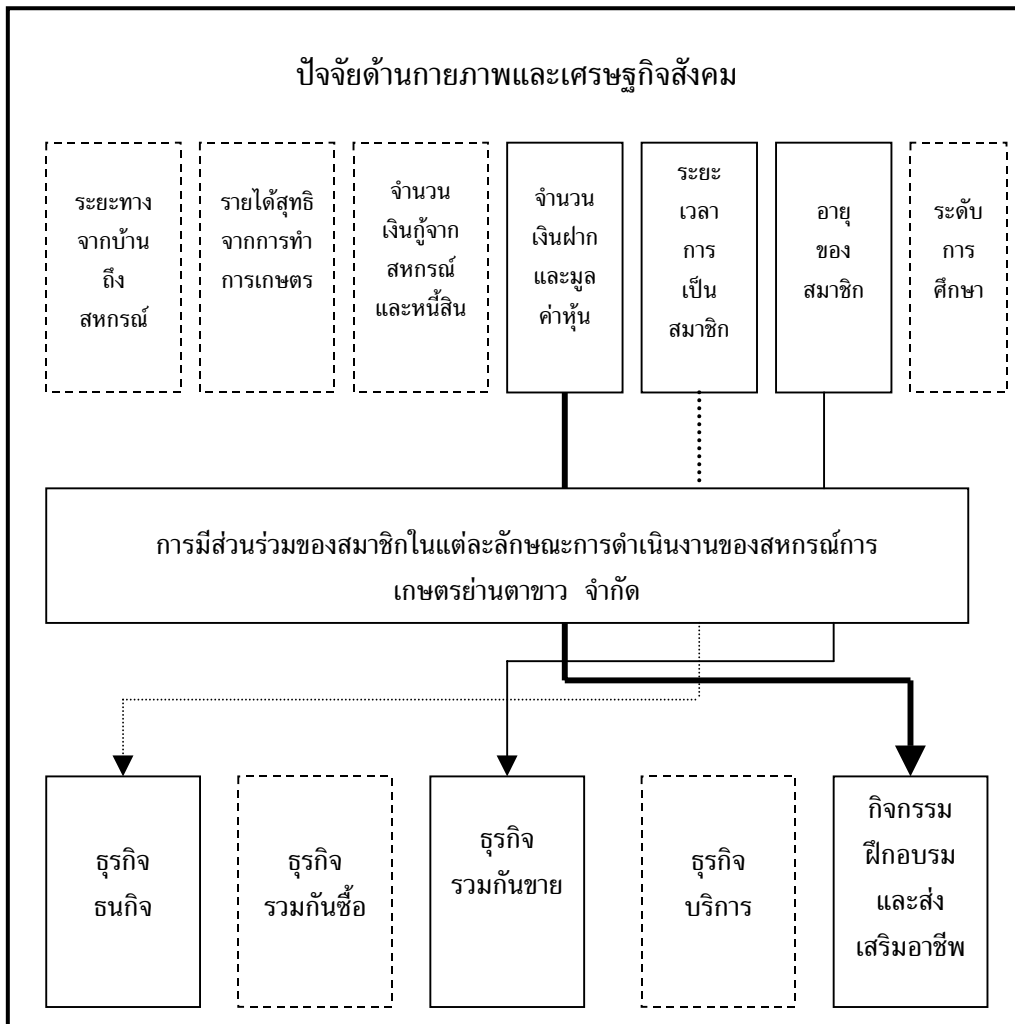 ปัจจัยด้านกายภาพและเศรษฐกิจสังคม
ระยะทาง
จากบ้าน
ถึง
สหกรณ์
รายได้สุทธิ
จากการทำ
การเกษตร
จำนวน
เงินกู้จาก
สหกรณ์
และหนี้สิน
จำนวน
เงินฝาก
และมูล
ค่าหุ้น
ระยะ
เวลา
การ
เป็น
สมาชิก
อายุ
ของ
สมาชิก
ระดับ
การ
ศึกษา
การมีส่วนร่วมของสมาชิกในแต่ละลักษณะการดำเนินงานของสหกรณ์การ
เกษตรย่านตาขาว จำกัด
ธุรกิจ
ธนกิจ
ธุรกิจ
รวมกันซื้อ
ธุรกิจ
รวมกันขาย
ธุรกิจ
บริการ
กิจกรรม
ฝึกอบรม
และส่ง
เสริมอาชีพ